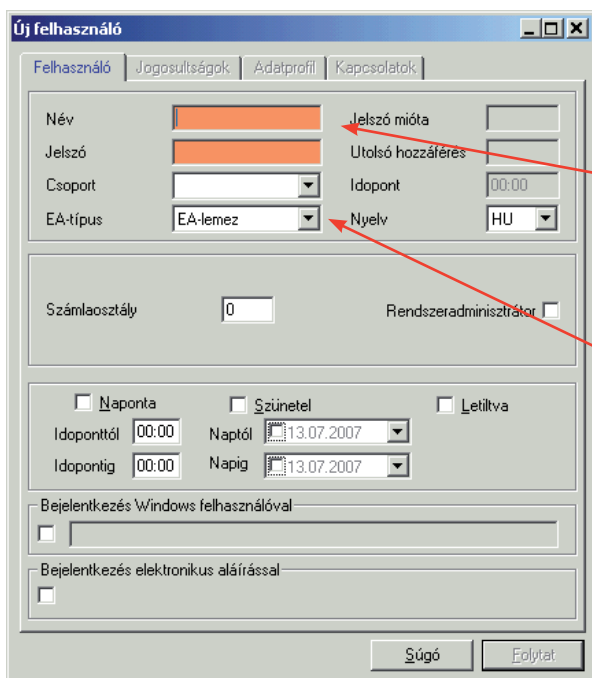 Új felhasználó
Felhasználó Jogosultságok Adatprofil Kapcsolatok
Név Jelszó mióta
Jelszó Utolsó hozzáférés
Csoport Idopont 00:00
EA-típus EA-lemez Nyelv HU
Számlaosztály 0 Rendszeradminisztrátor
Naponta Szünetel Letiltva
Idoponttól 00:00 Naptól 13.07.2007
Idopontig 00:00 Napig 13.07.2007
Bejelentkezés Windows felhasználóval
Bejelentkezés elektronikus aláírással
Súgó Folytat